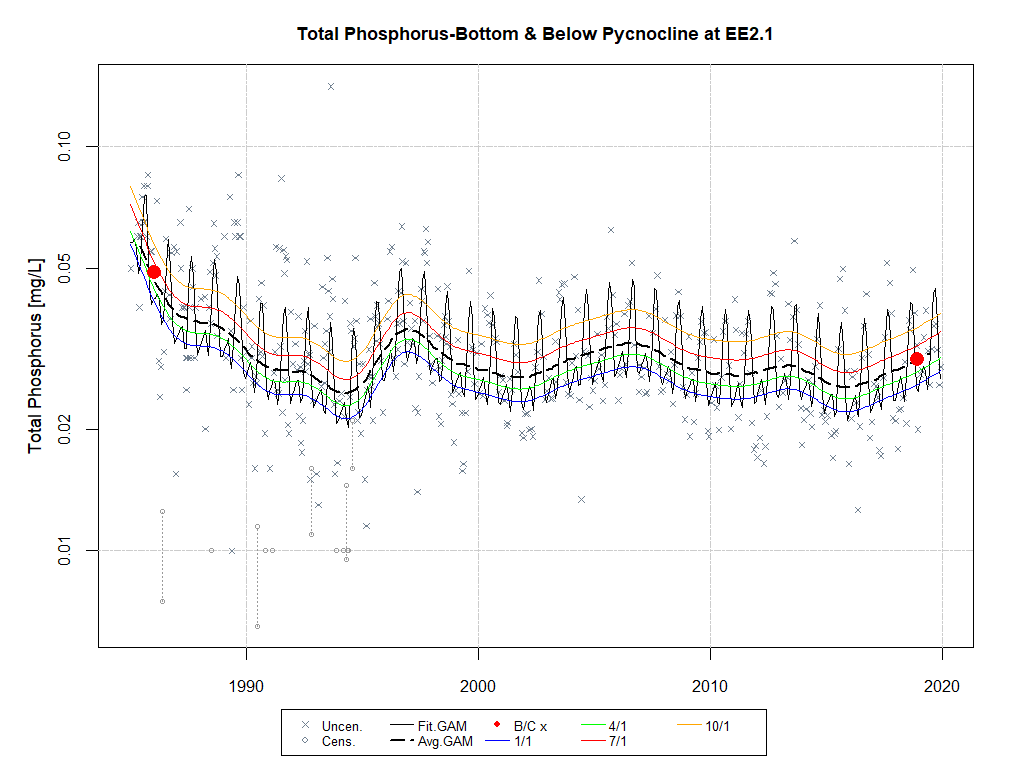 Total Phosphorus-Bottom & Below Pycnocline at EE2.1
Total Phosphorus [mg/L]
0.10
0.05
0.02
0.01
1990 2000 2010 2020
Uncen. Fit.GAM B/C x 4/1 10/1
Cens. Avg.GAM 1/1 7/1